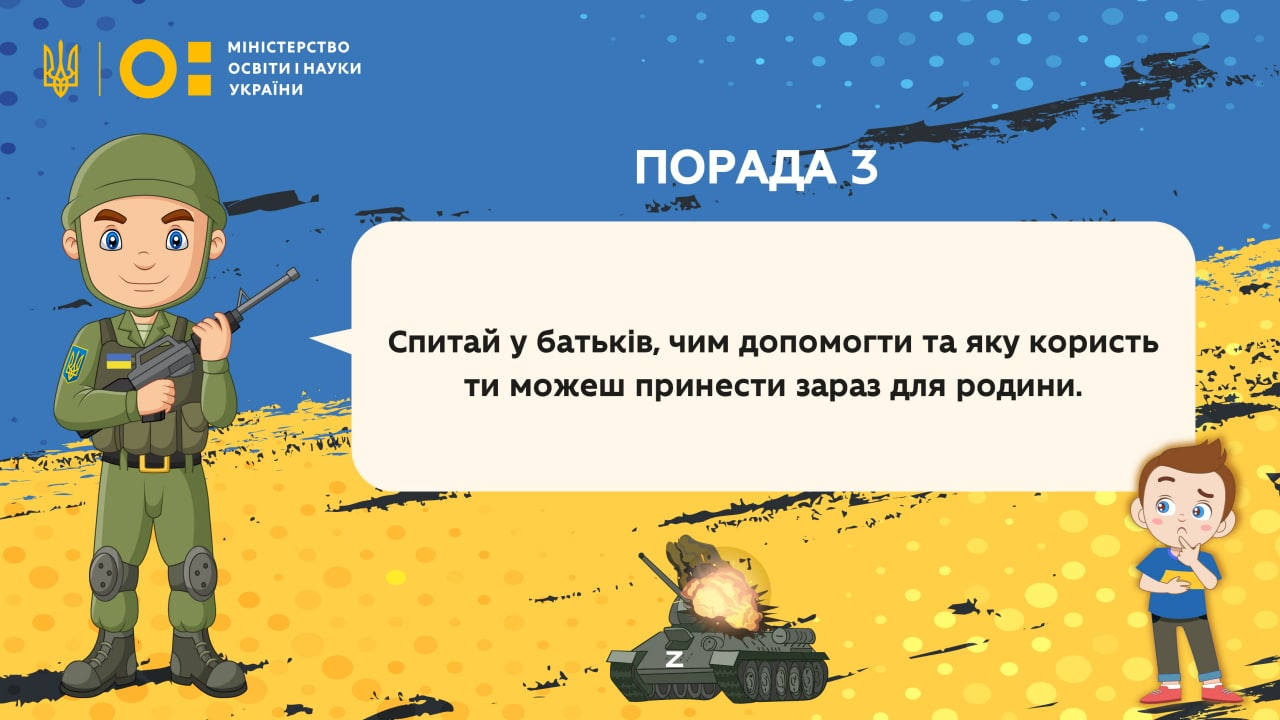 МІНІСТЕРСТВО
ОСВІТИ І НАУКИ
УКРАЇНИ
ПОРАДА 3
Спитай у батьків, чим допомогти та яку користь
ти можеш принести зараз для родини.
Z